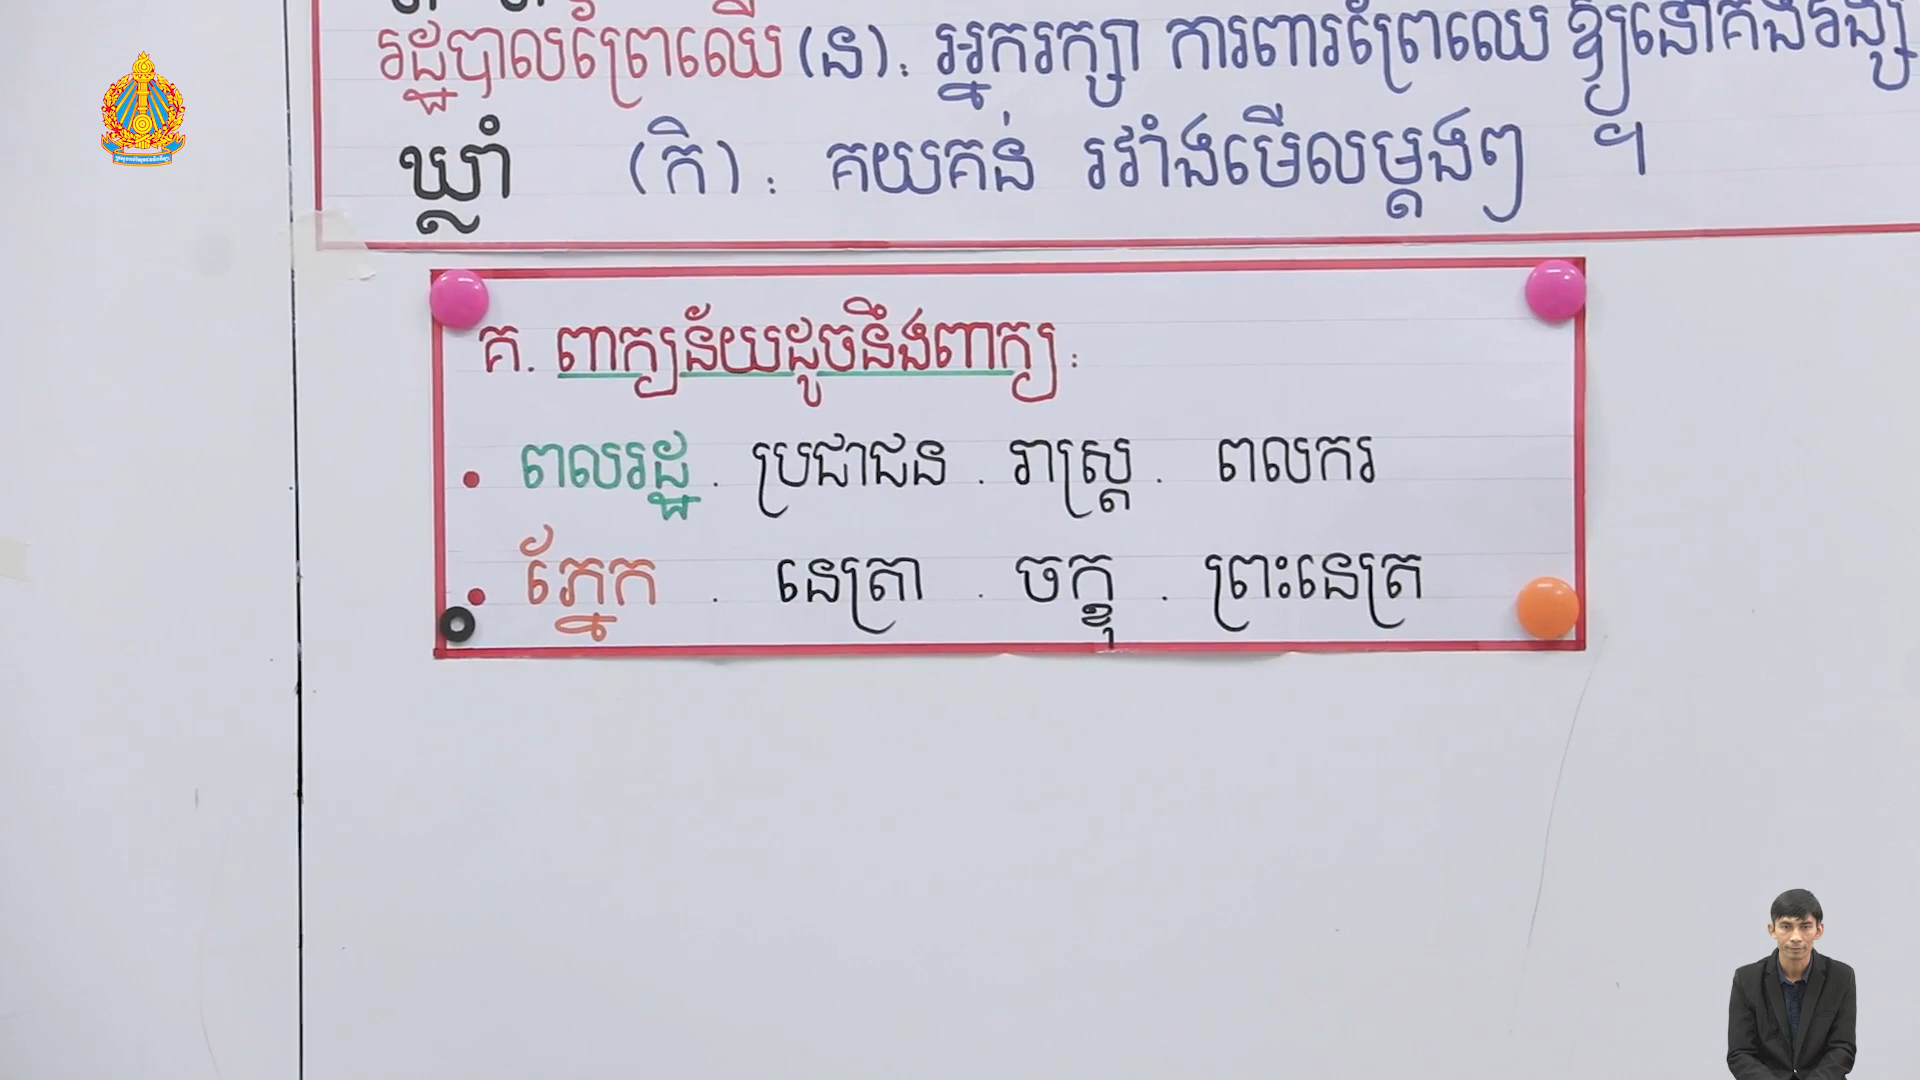 រដ្ឋបាលព្រៃឈើ (ន) : អ្នករក្សា ការពារព្រៃឈើ ឱ្យនៅគង់វង្ស
ឃ្លាំ (កិ) : គយគន់ រវាំងមើលម្ដងៗ ។
គ. ពាក្យន័យដូចនឹងពាក្យ :
• ពលរដ្ឋ . ប្រជាជន . រាស្ត្រ . ពលករ
• ភ្នែក . នេត្រា . ចក្ខុ . ព្រះនេត្រ